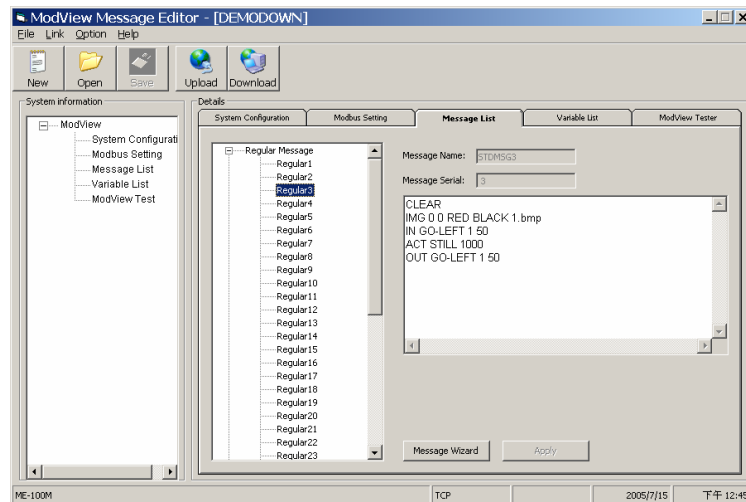 ModView Message Editor - [DEMODOWN]
File Link Option Help
New Open Save Upload Download
System information
ModView
System Configurati
Modbus Setting
Message List
Variable List
ModView Test
Details
System Configuration Modbus Setting Message List Variable List ModView Tester
Regular Message
Regular1
Regular2
Regular3
Regular4
Regular5
Regular6
Regular7
Regular8
Regular9
Regular10
Regular11
Regular12
Regular13
Regular14
Regular15
Regular16
Regular17
Regular18
Regular19
Regular20
Regular21
Regular22
Regular23
Message Name: STDMSG3
Message Serial: 3
CLEAR
IMG 0 0 RED BLACK 1.bmp
IN GO-LEFT 1 50
ACT STILL 1000
OUT GO-LEFT 1 50
Message Wizard Apply
ME-100M TCP 2005/7/15 下午 12:45